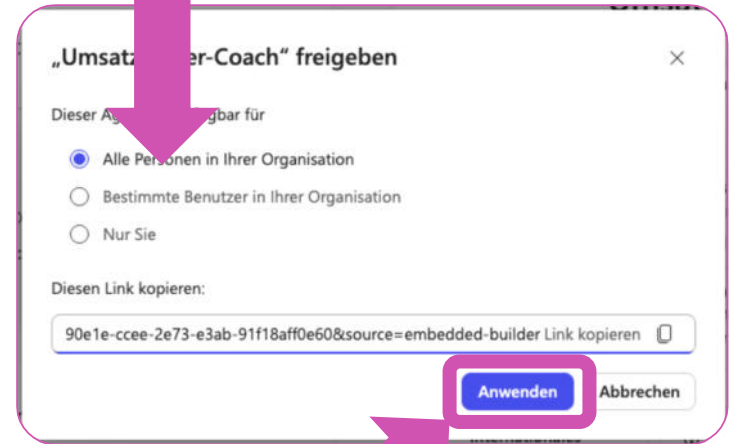 „Umsatz er-Coach“ freigeben
Dieser gbar für
Alle Personen in Ihrer Organisation
Bestimmte Benutzer in Ihrer Organisation
Nur Sie
Diesen Link kopieren:
90e1e-ccee-2e73-e3ab-91f18aff0e60&source=embedded-builder Link kopieren
Anwenden Abbrechen